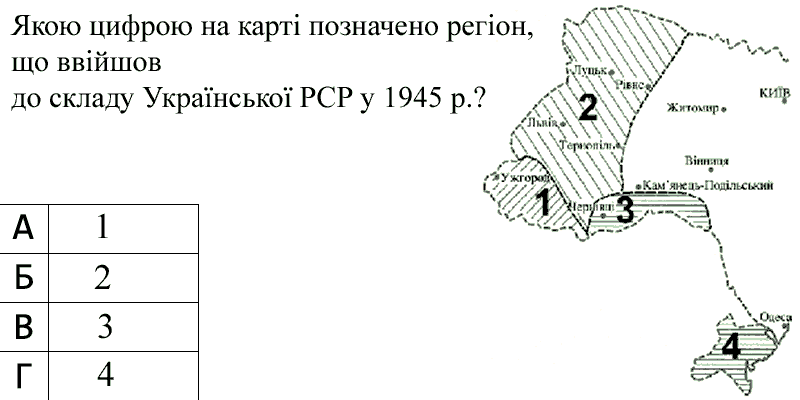 Якою цифрою на карті позначено регіон,
що ввійшов
до складу Української РСР у 1945 р.?
А 1
Б 2
В 3
Г 4
Луцьк
Рівне
2
КИЇВ
Житомир
Львів
Тернопіль
Вінниця
Ужгород
Кам'янець-Подільський
1
Чернівці
3
Одеса
4